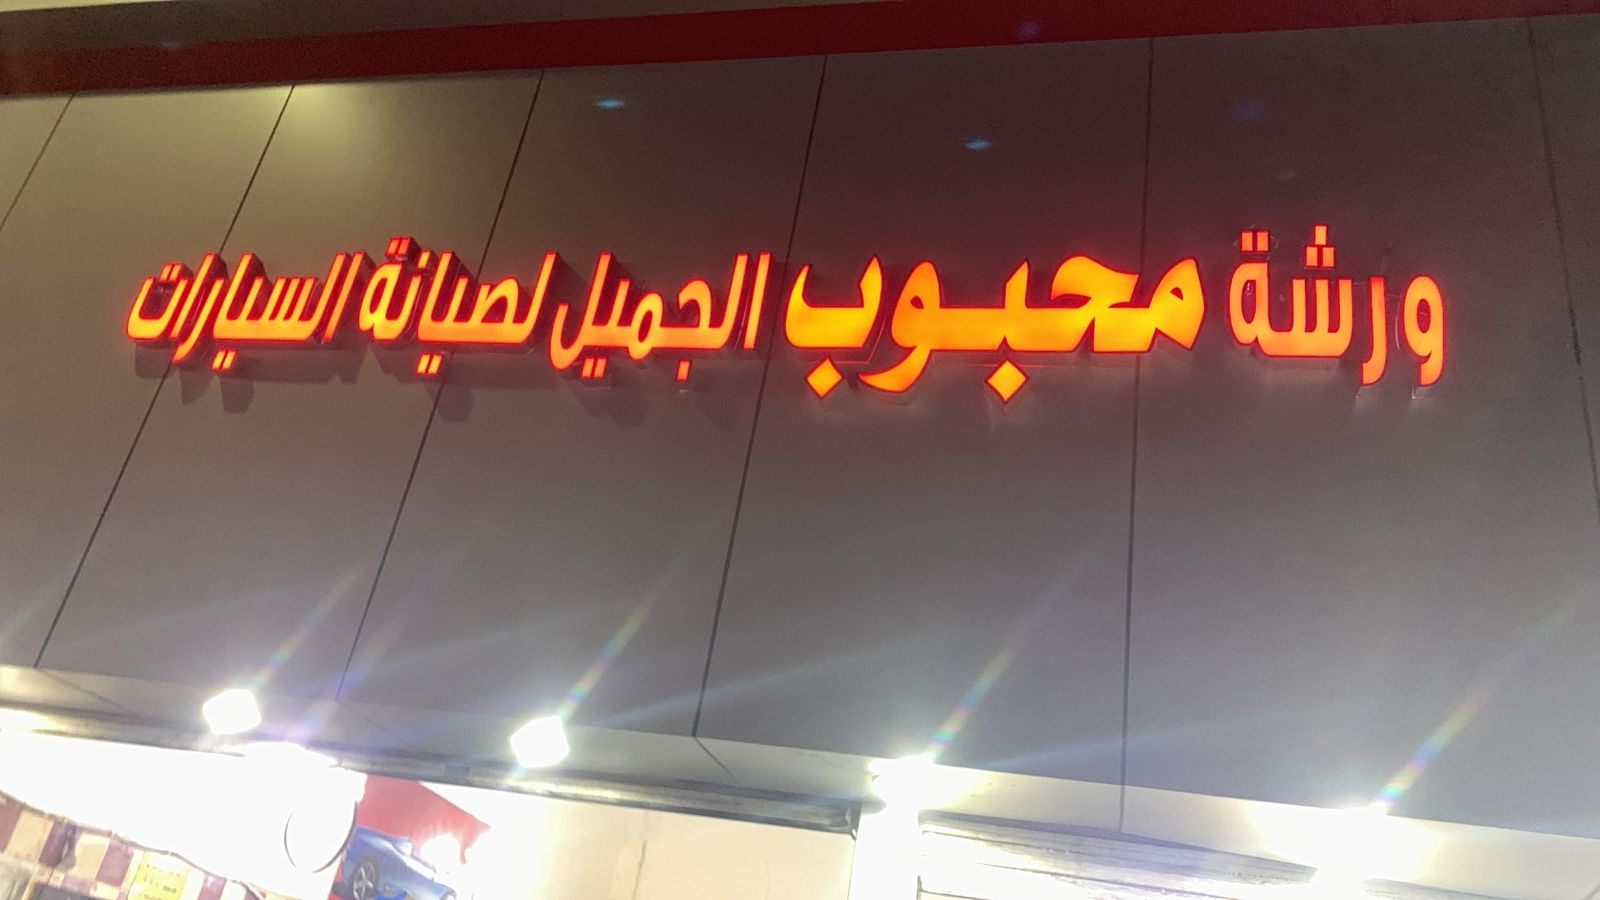 ورشة محبوب الجميل لصيانة السيارات